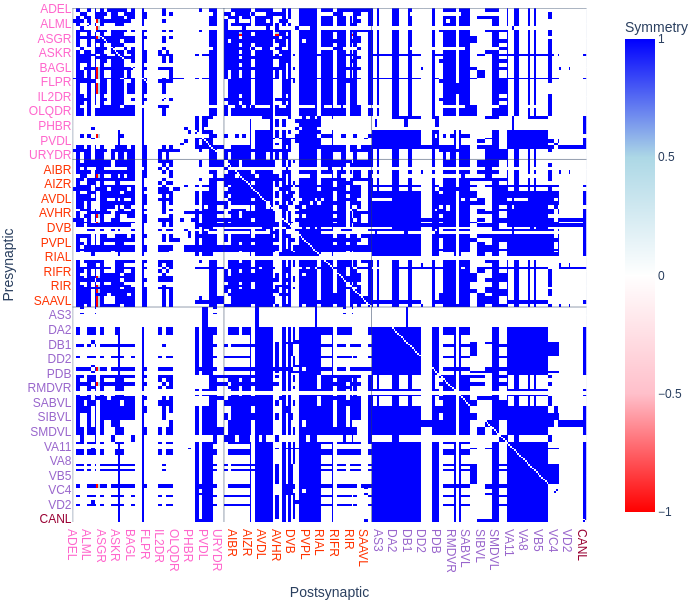 Symmetry
1
0.5
0
−0.5
−1
Presynaptic
ADEL
ALML
ASGR
ASKR
BAGL
FLPR
IL2DR
OLQDR
PHBR
PVDL
URYDR
AIBR
AIZR
AVDL
AVHR
DVB
PVPL
RIAL
RIFR
RIR
SAAVL
AS3
DA2
DB1
DD2
PDB
RMDVR
SABVL
SIBVL
SMDVL
VA11
VA8
VB5
VC4
VD2
CANL
ADEL
ALML
ASGR
ASKR
BAGL
FLPR
IL2DR
OLQDR
PHBR
PVDL
URYDR
AIBR
AIZR
AVDL
AVHR
DVB
PVPL
RIAL
RIFR
RIR
SAAVL
AS3
DA2
DB1
DD2
PDB
RMDVR
SABVL
SIBVL
SMDVL
VA11
VA8
VB5
VC4
VD2
CANL
Postsynaptic